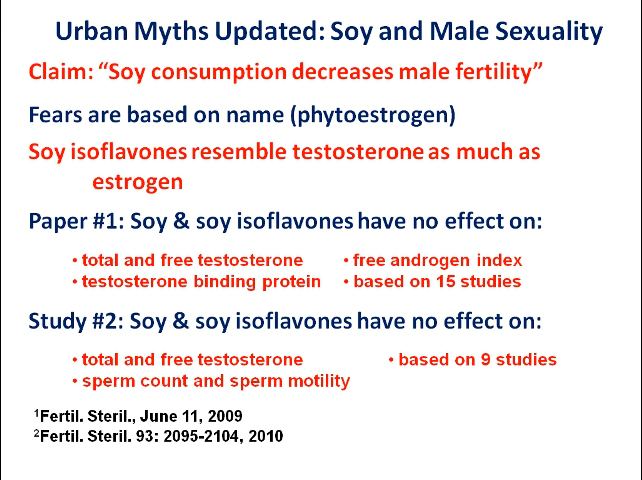 Urban Myths Updated: Soy and Male Sexuality
Claim: “Soy consumption decreases male fertility”
Fears are based on name (phytoestrogen)
Soy isoflavones resemble testosterone as much as
estrogen
Paper #1: Soy & soy isoflavones have no effect on:
• total and free testosterone • free androgen index
• testosterone binding protein • based on 15 studies
Study #2: Soy & soy isoflavones have no effect on:
• total and free testosterone • based on 9 studies
• sperm count and sperm motility
¹Fertil. Steril., June 11, 2009
²Fertil. Steril. 93: 2095-2104, 2010